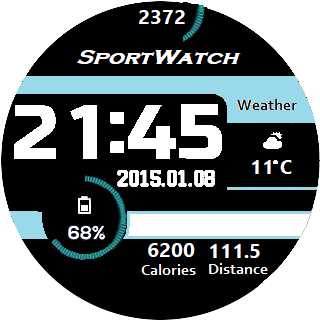 2372
SPORTWATCH
Weather
21:45
11°C
2015.01.08
68%
6200 111.5
Calories Distance